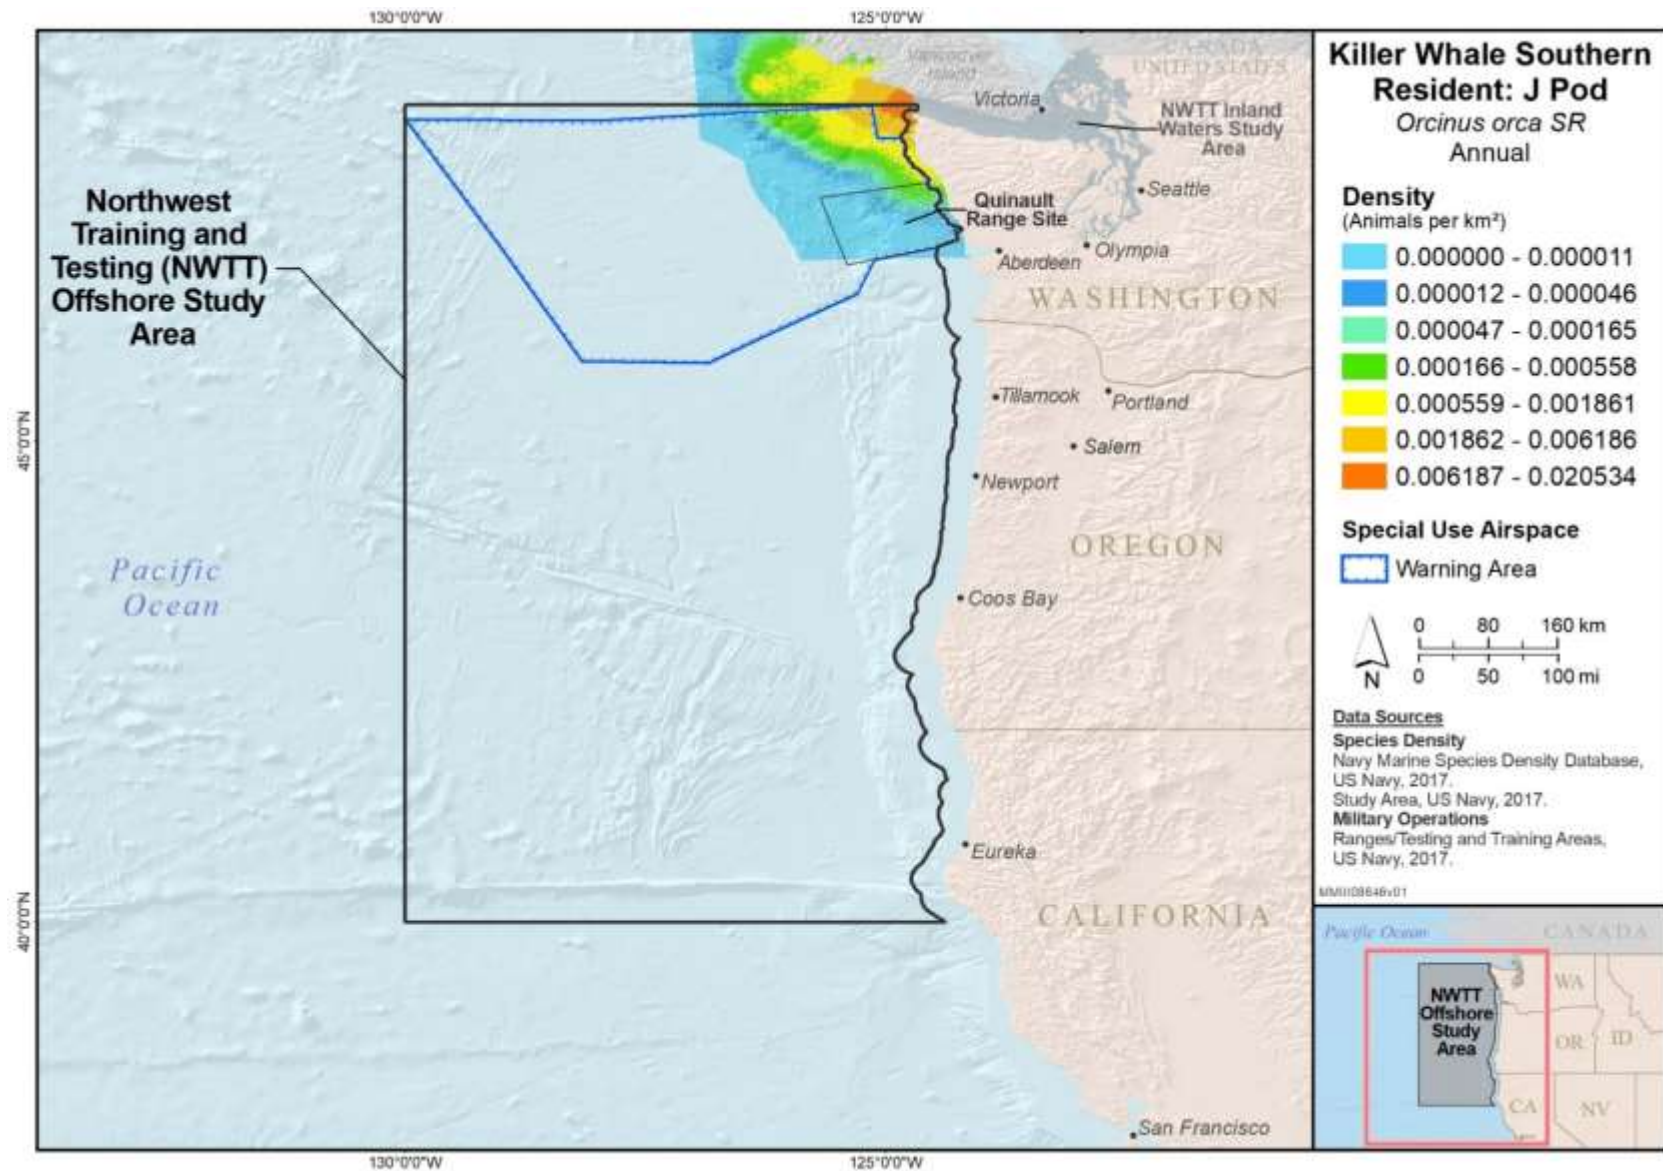 130°0'0"W
125°0'0"W
Killer Whale Southern
Resident: J Pod
Orcinus orca SR
Annual
Density
(Animals per km²)
0.000000 - 0.000011
0.000012 - 0.000046
0.000047 - 0.000165
0.000166 - 0.000558
0.000559 - 0.001861
0.001862 - 0.006186
0.006187 - 0.020534
Special Use Airspace
Warning Area
0 80 160 km
0 50 100 mi
N
Data Sources
Species Density
Navy Marine Species Density Database,
US Navy, 2017.
Study Area, US Navy, 2017.
Military Operations
Ranges/Testing and Training Areas,
US Navy, 2017.
Vancouver
Island
CANADA
UNITED STATES
Victoria
NWTT Inland
Waters Study
Area
Seattle
Northwest
Training and
Testing (NWTT)
Offshore Study
Area
Quinault
Range Site
Aberdeen
Olympia
WASHINGTON
Tillamook
Portland
45°0'0"N
Salem
Newport
OREGON
Pacific
Ocean
Coos Bay
Eureka
40°0'0"N
CALIFORNIA
San Francisco
130°0'0"W
125°0'0"W
Pacific Ocean
CANADA
NWTT
Offshore
Study
Area
WA
OR
ID
CA
NV